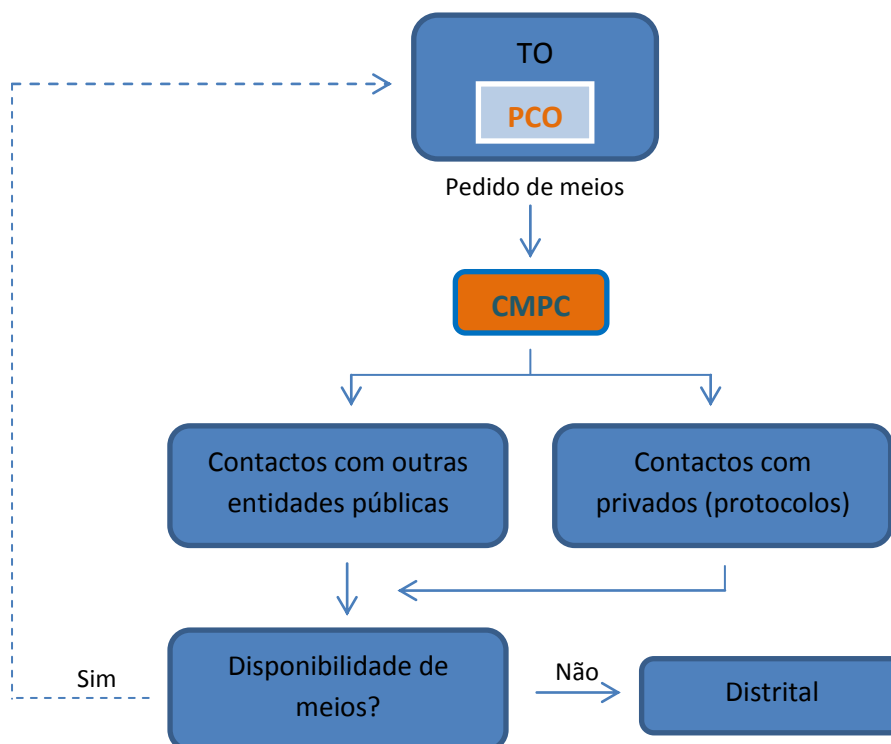 TO
PCO
Pedido de meios
CMPC
Contactos com outras
entidades públicas
Contactos com
privados (protocolos)
Sim
Disponibilidade de
meios?
Não
Distrital